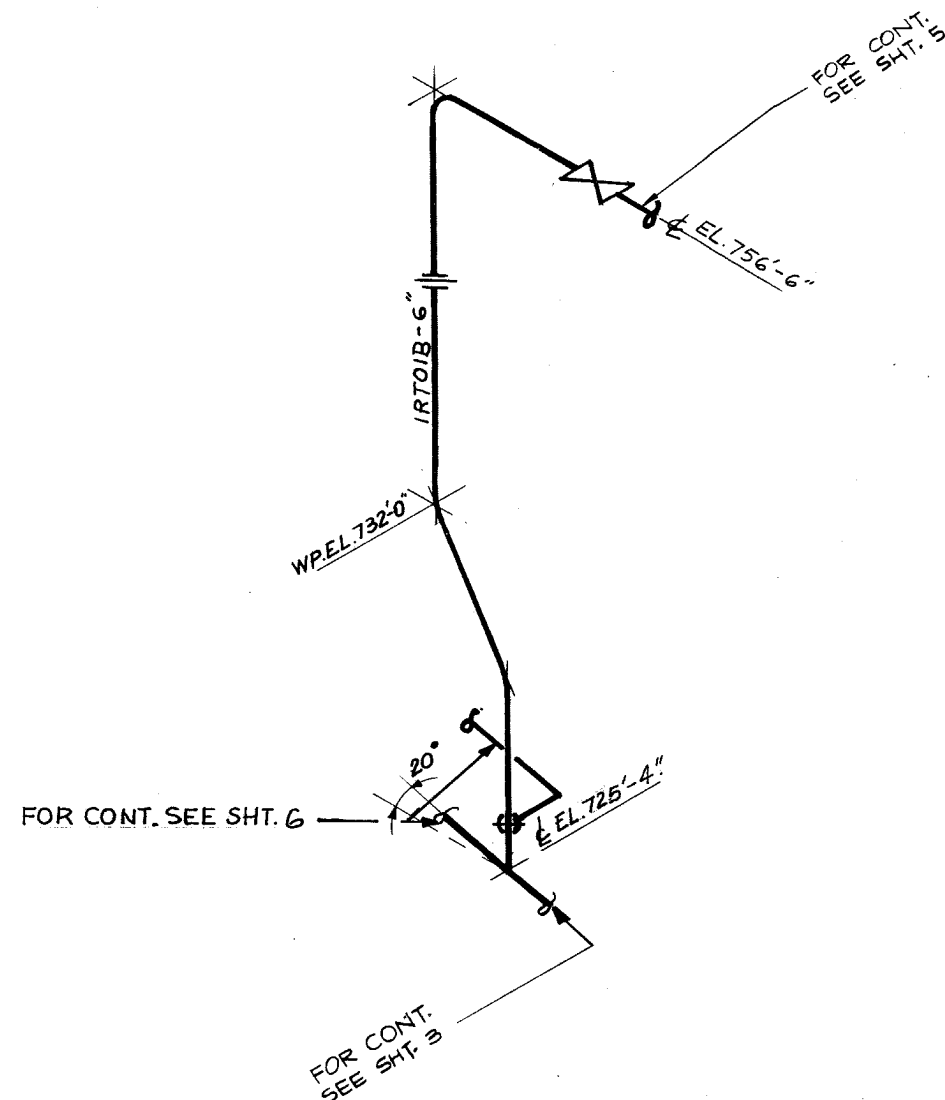 FOR CONT.
SEE SHT. 5
℄ EL. 756'-6"
1RT01B-6"
WP.EL.732'-0"
20°
FOR CONT. SEE SHT. 6
℄ EL. 725'-4"
FOR CONT.
SEE SHT. 3